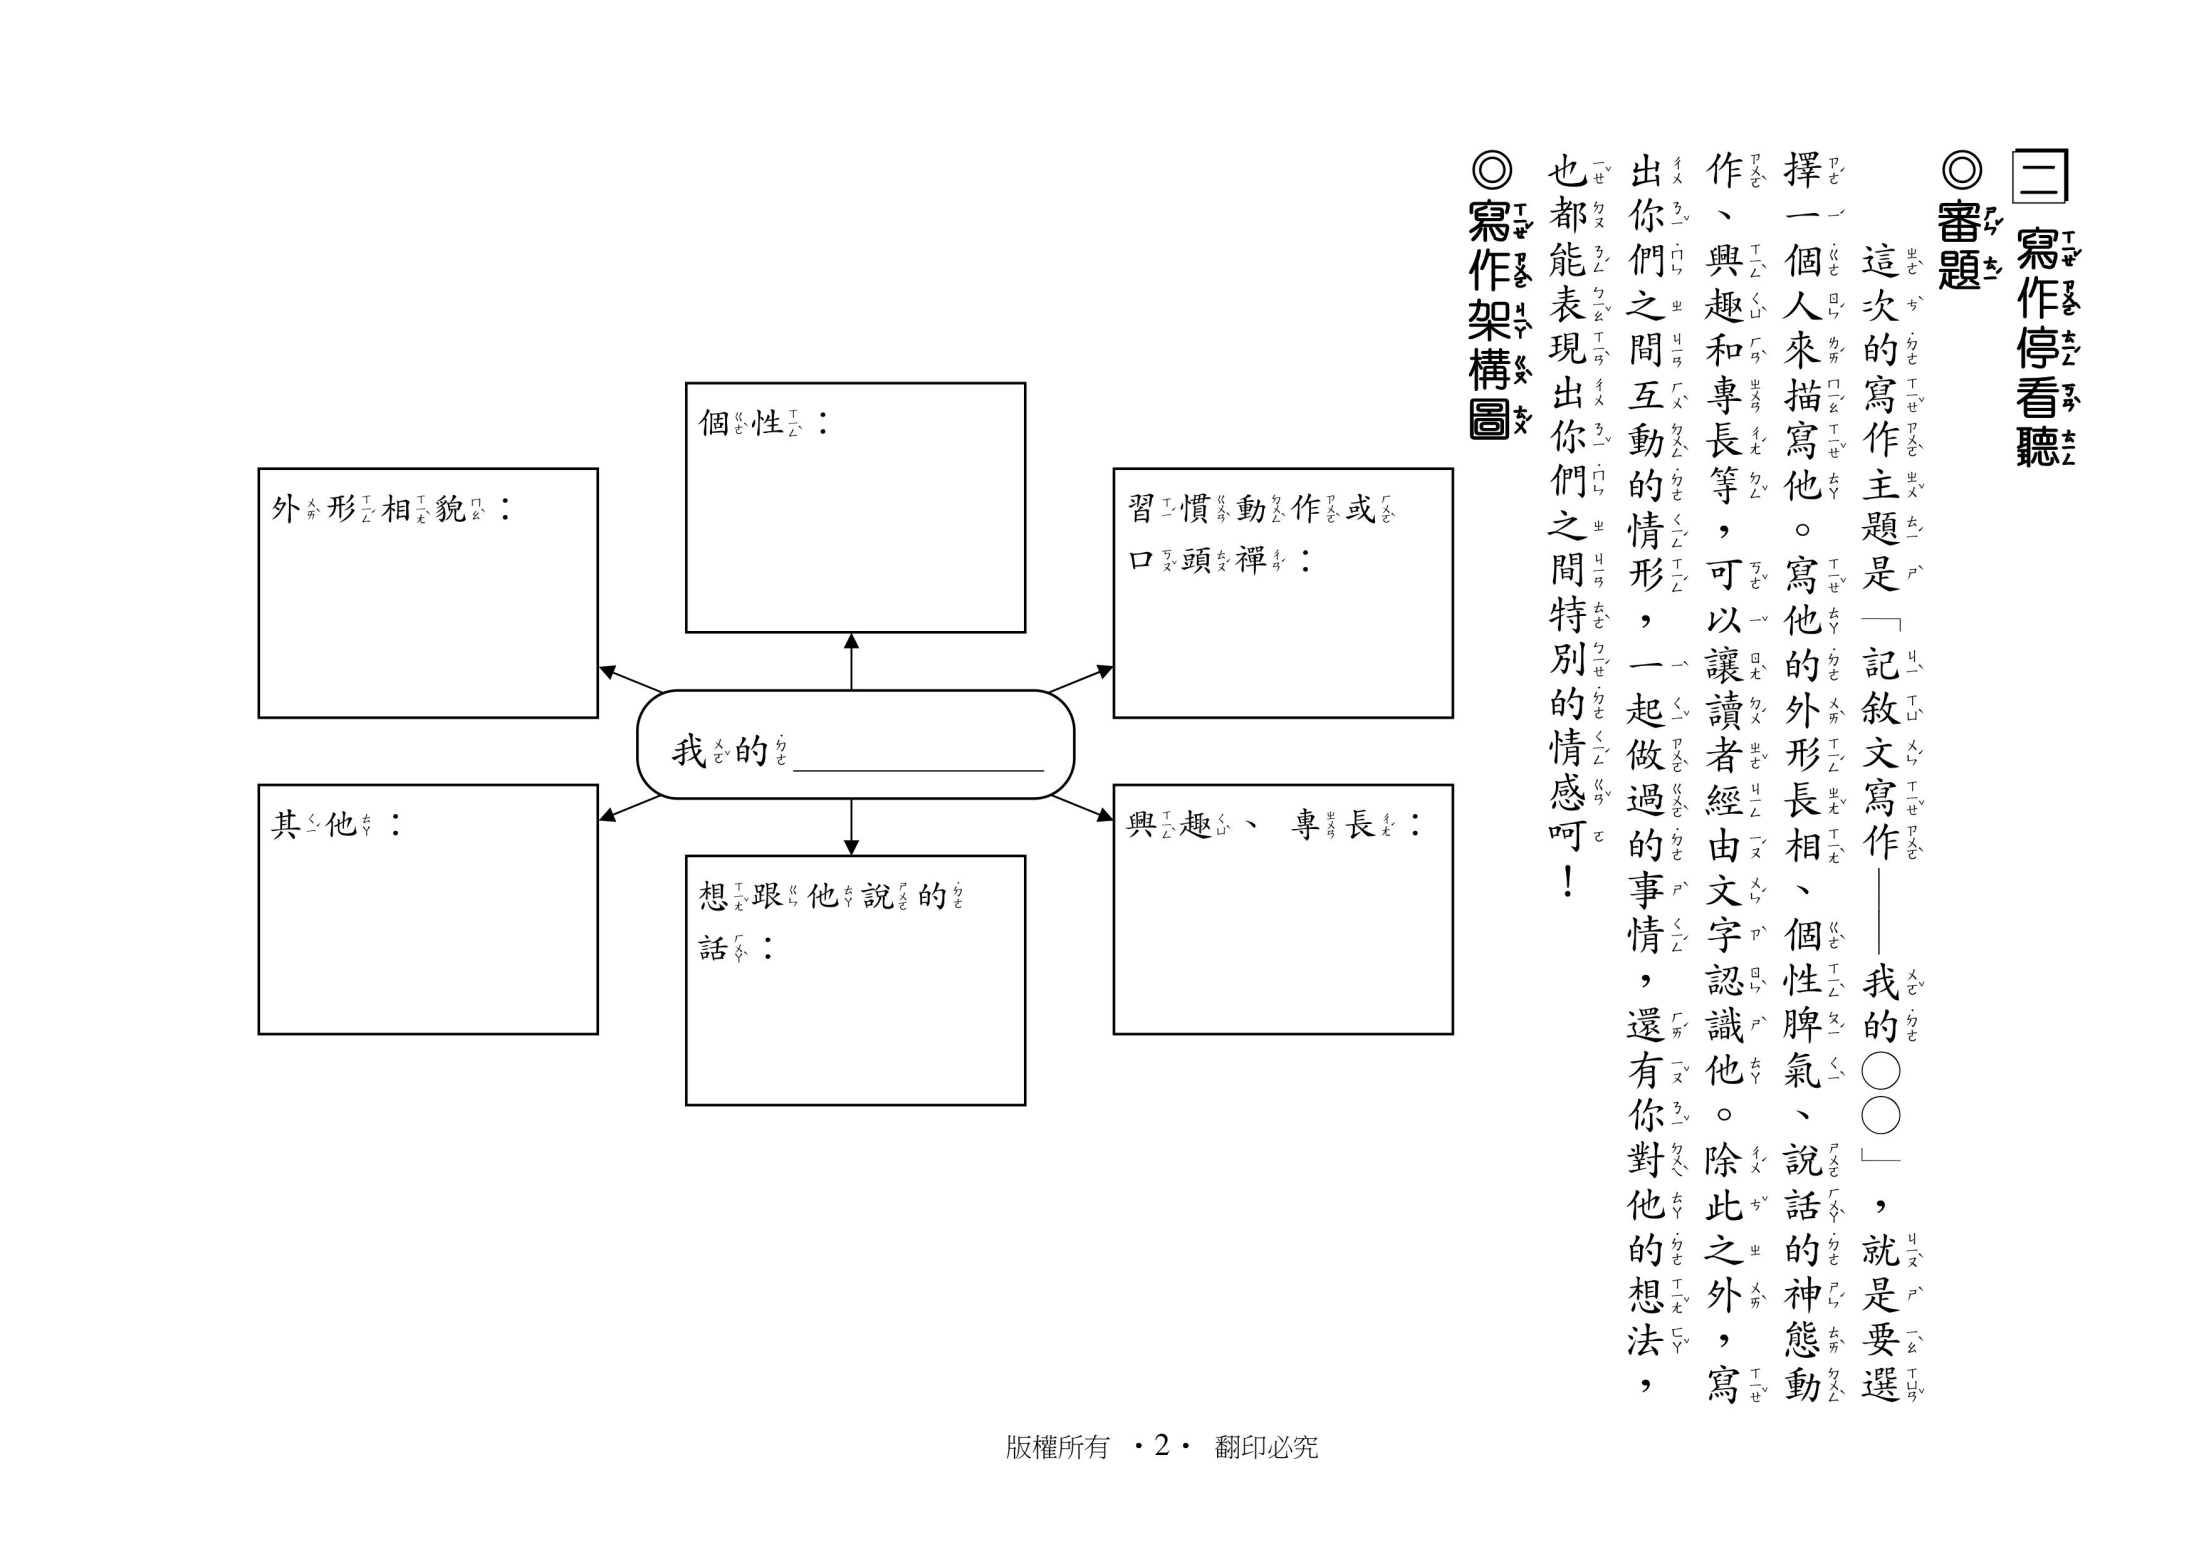 二 寫作停看聽
◎審題
這次的寫作主題是「記敘文寫作——我的○○」，就是要選
擇一個人來描寫他。寫他的外形長相、個性脾氣、說話的神態動
作、興趣和專長等，可以讓讀者經由文字認識他。除此之外，寫
出你們之間互動的情形，一起做過的事情，還有你對他的想法，
也都能表現出你們之間特別的情感呵！
◎寫作架構圖
習慣動作或
口頭禪：
個性：
外形相貌：
我的
興趣、 專長：
想跟他說的
話：
其他：
版權所有 ·2· 翻印必究